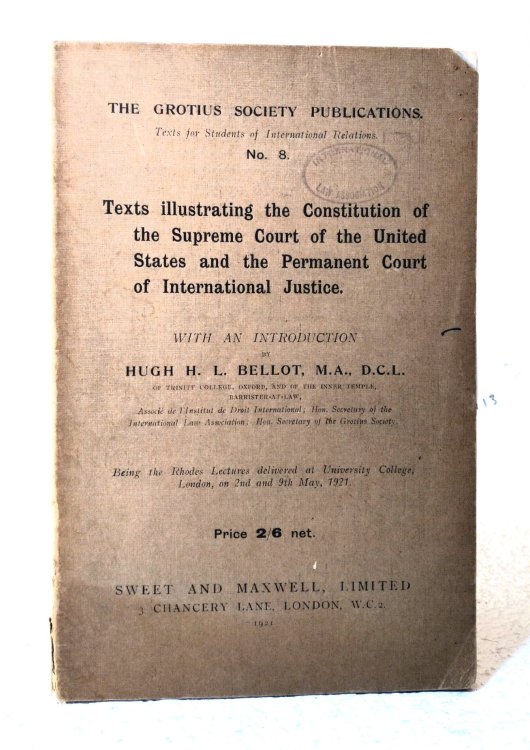 THE GROTIUS SOCIETY PUBLICATIONS.
Texts for Students of International Relations.
No. 8.
INTERNATIONAL
LAW ASSOCIATION
Texts illustrating the Constitution of
the Supreme Court of the United
States and the Permanent Court
of International Justice.
WITH AN INTRODUCTION
BY
HUGH H. L. BELLOT, M.A., D.C.L.
OF TRINITY COLLEGE, OXFORD, AND OF THE INNER TEMPLE,
BARRISTER-AT-LAW,
Associé de l'Institut de Droit International; Hon. Secretary of the
International Law Association; Hon. Secretary of the Grotius Society.
Being the Rhodes Lectures delivered at University College,
London, on 2nd and 9th May, 1921.
Price 2/6 net.
SWEET AND MAXWELL, LIMITED
3 CHANCERY LANE, LONDON, W.C.2.
1921
13